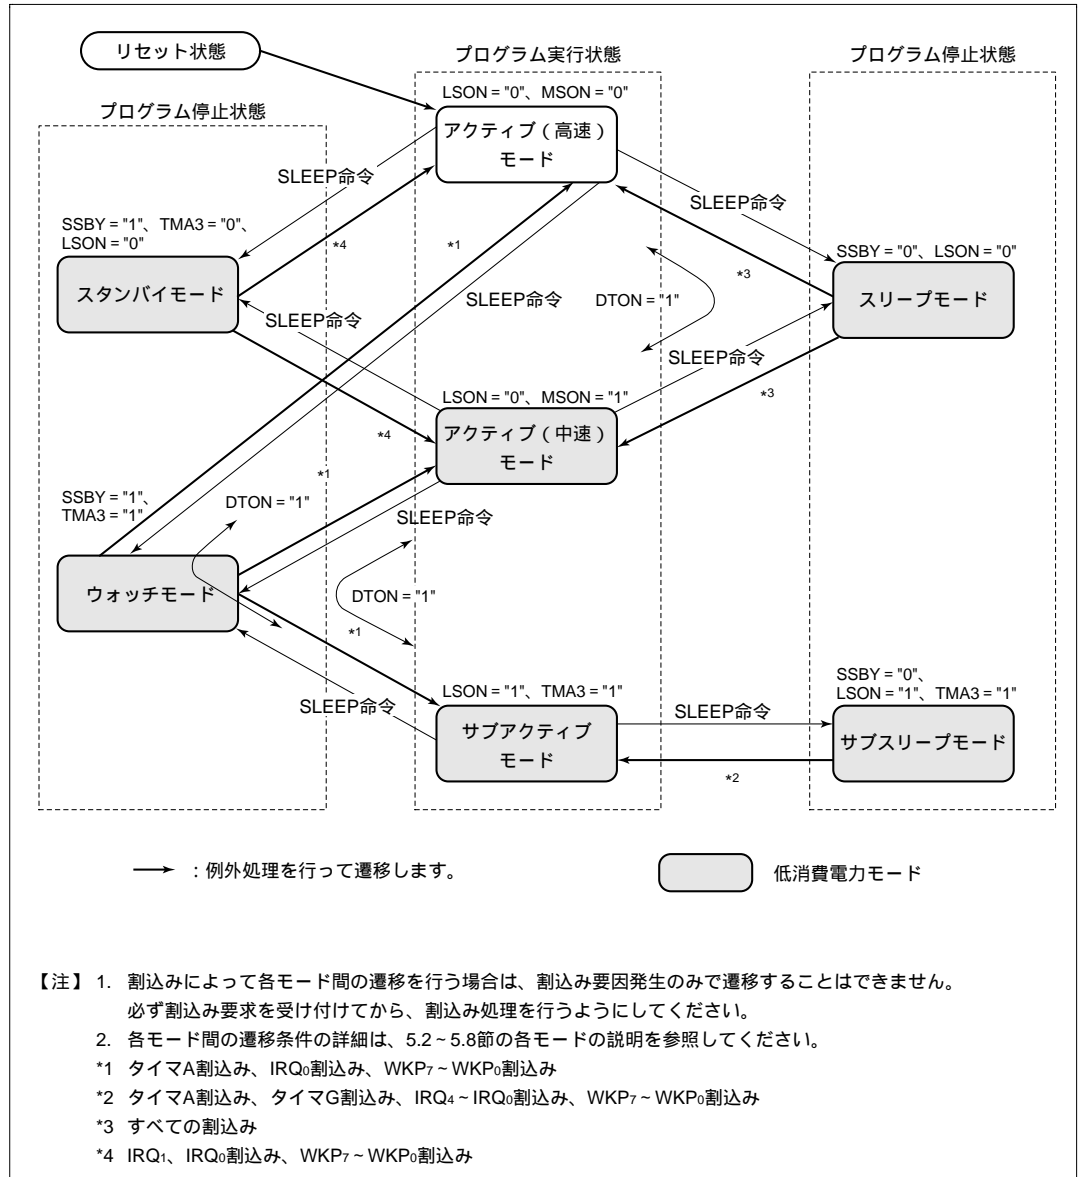 リセット状態
プログラム実行状態
プログラム停止状態
プログラム停止状態
LSON = "0"、MSON = "0"
アクティブ（高速）
モード
SLEEP命令
SLEEP命令
SSBY = "1"、TMA3 = "0"、
LSON = "0"
*4
*1
SSBY = "0"、LSON = "0"
スタンバイモード
SLEEP命令
DTON = "1"
*3
スリープモード
SLEEP命令
SLEEP命令
LSON = "0"、MSON = "1"
*3
アクティブ（中速）
モード
*4
*1
SSBY = "1"、
TMA3 = "1"
DTON = "1"
SLEEP命令
ウォッチモード
DTON = "1"
*1
SLEEP命令
LSON = "1"、TMA3 = "1"
サブアクティブ
モード
SLEEP命令
SSBY = "0"、
LSON = "1"、TMA3 = "1"
サブスリープモード
*2
：例外処理を行って遷移します。
低消費電力モード
【注】 1. 割込みによって各モード間の遷移を行う場合は、割込み要因発生のみで遷移することはできません。
必ず割込み要求を受け付けてから、割込み処理を行うようにしてください。
2. 各モード間の遷移条件の詳細は、5.2～5.8節の各モードの説明を参照してください。
*1 タイマA割込み、IRQ₀割込み、WKP₇～WKP₀割込み
*2 タイマA割込み、タイマG割込み、IRQ₄～IRQ₀割込み、WKP₇～WKP₀割込み
*3 すべての割込み
*4 IRQ₁、IRQ₀割込み、WKP₇～WKP₀割込み